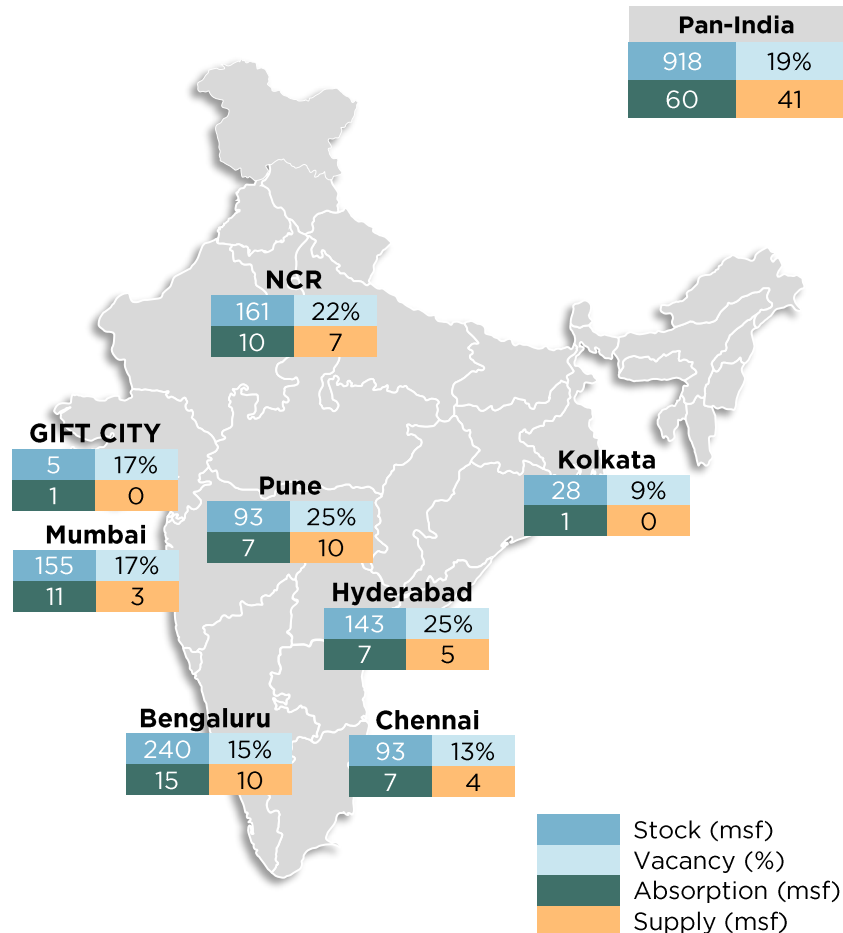 Pan-India
918 19%
60 41
NCR
161 22%
10 7
GIFT CITY
5 17%
1 0
Kolkata
28 9%
1 0
Pune
93 25%
7 10
Mumbai
155 17%
11 3
Hyderabad
143 25%
7 5
Bengaluru
240 15%
15 10
Chennai
93 13%
7 4
Stock (msf)
Vacancy (%)
Absorption (msf)
Supply (msf)